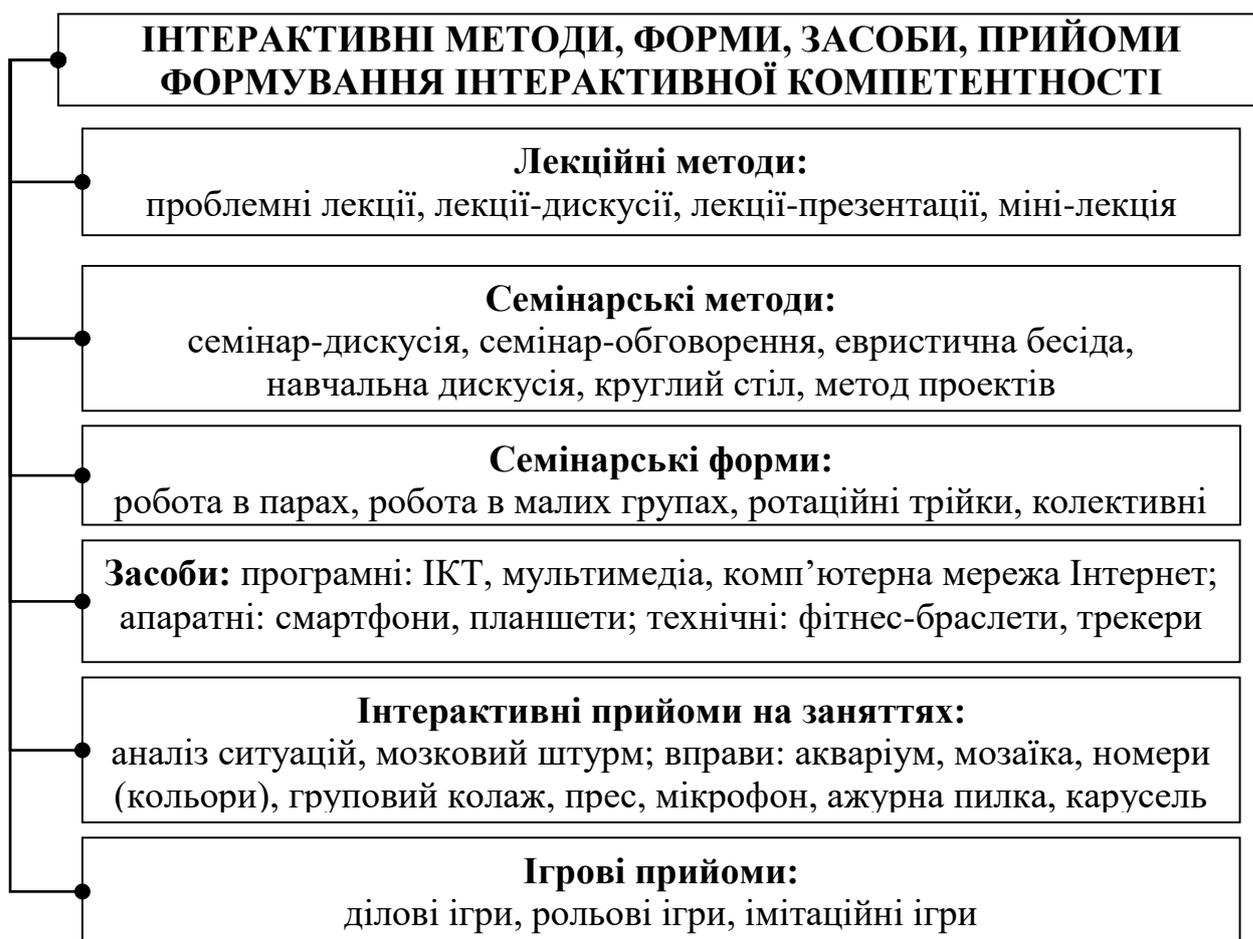 ІНТЕРАКТИВНІ МЕТОДИ, ФОРМИ, ЗАСОБИ, ПРИЙОМИ
ФОРМУВАННЯ ІНТЕРАКТИВНОЇ КОМПЕТЕНТНОСТІ
Лекційні методи:
проблемні лекції, лекції-дискусії, лекції-презентації, міні-лекція
Семінарські методи:
семінар-дискусія, семінар-обговорення, евристична бесіда,
навчальна дискусія, круглий стіл, метод проектів
Семінарські форми:
робота в парах, робота в малих групах, ротаційні трійки, колективні
Засоби: програмні: ІКТ, мультимедіа, комп’ютерна мережа Інтернет;
апаратні: смартфони, планшети; технічні: фітнес-браслети, трекери
Інтерактивні прийоми на заняттях:
аналіз ситуацій, мозковий штурм; вправи: акваріум, мозаїка, номери
(кольори), груповий колаж, прес, мікрофон, ажурна пилка, карусель
Ігрові прийоми:
ділові ігри, рольові ігри, імітаційні ігри